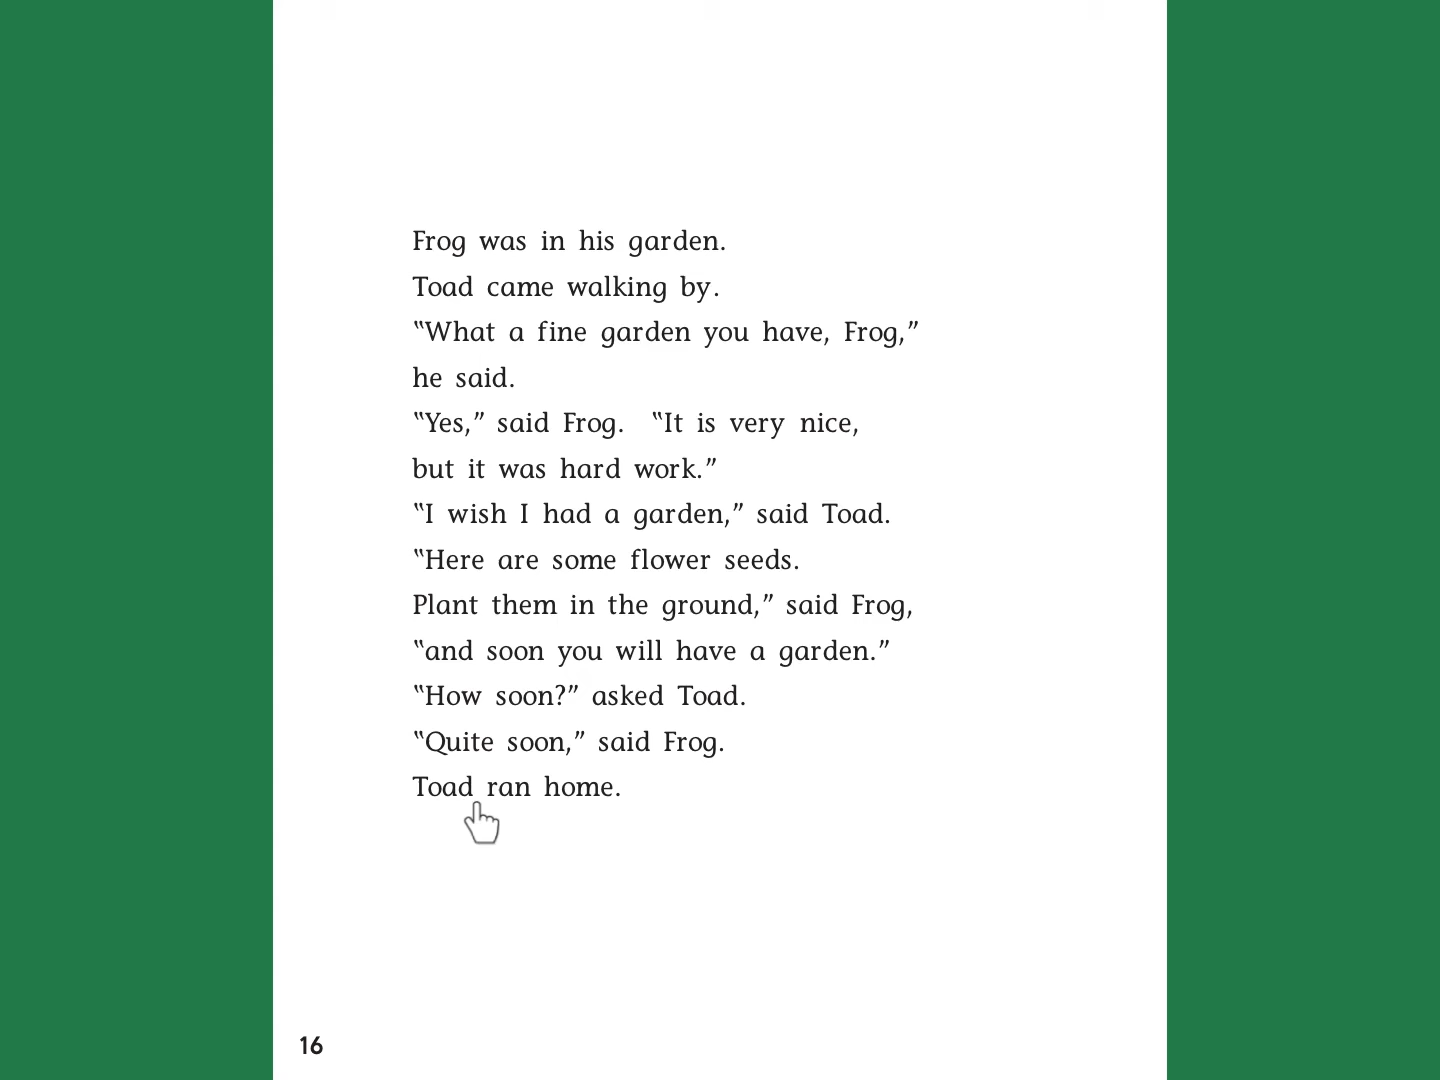 Frog was in his garden.
Toad came walking by.
“What a fine garden you have, Frog,”
he said.
“Yes,” said Frog. “It is very nice,
but it was hard work.”
“I wish I had a garden,” said Toad.
“Here are some flower seeds.
Plant them in the ground,” said Frog,
“and soon you will have a garden.”
“How soon?” asked Toad.
“Quite soon,” said Frog.
Toad ran home.
16